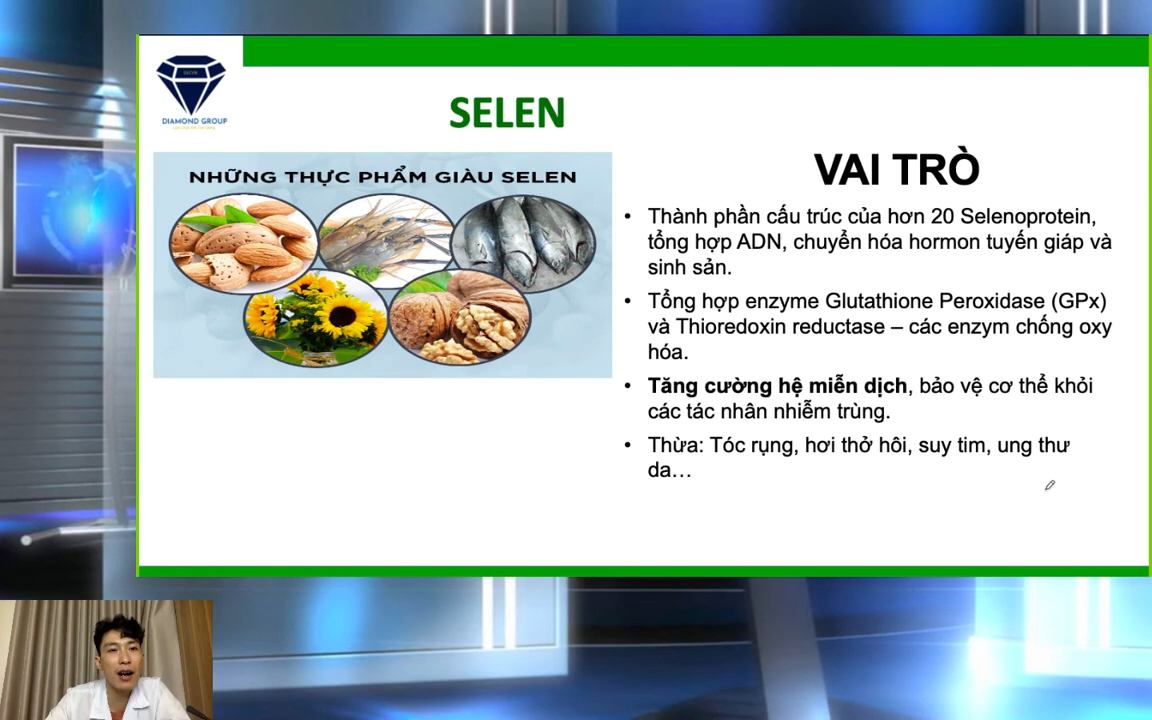 DIAMOND GROUP
SELEN
NHỮNG THỰC PHẨM GIÀU SELEN
VAI TRÒ
• Thành phần cấu trúc của hơn 20 Selenoprotein,
tổng hợp ADN, chuyển hóa hormon tuyến giáp và
sinh sản.
• Tổng hợp enzyme Glutathione Peroxidase (GPx)
và Thioredoxin reductase – các enzym chống oxy
hóa.
• Tăng cường hệ miễn dịch, bảo vệ cơ thể khỏi
các tác nhân nhiễm trùng.
• Thừa: Tóc rụng, hơi thở hôi, suy tim, ung thư
da…